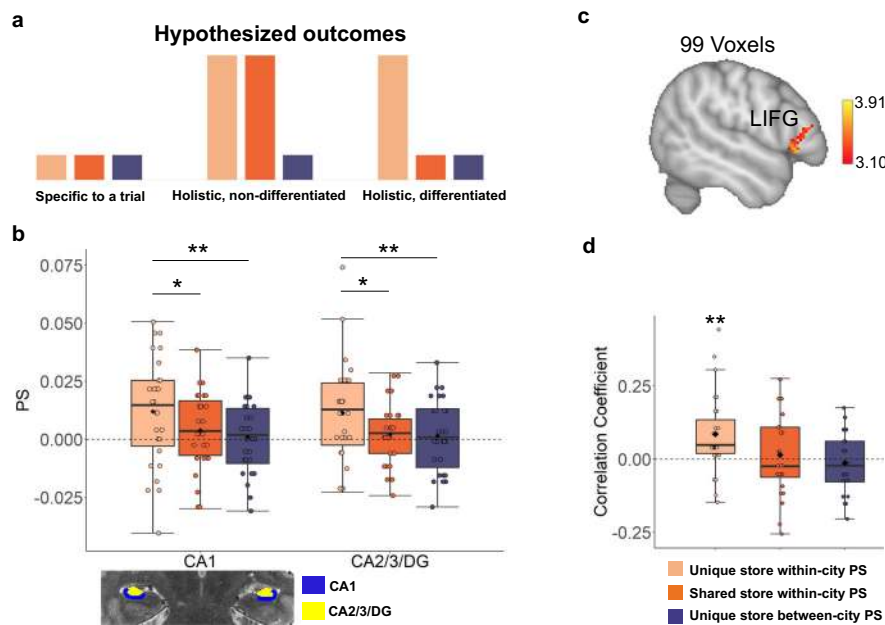 a
Hypothesized outcomes
Specific to a trial
Holistic, non-differentiated
Holistic, differentiated
b
**
*
**
*
0.075
0.050
0.025
0.000
-0.025
PS
CA1
CA2/3/DG
CA1
CA2/3/DG
c
99 Voxels
LIFG
3.91
3.10
d
**
0.25
0.00
-0.25
Correlation Coefficient
Unique store within-city PS
Shared store within-city PS
Unique store between-city PS